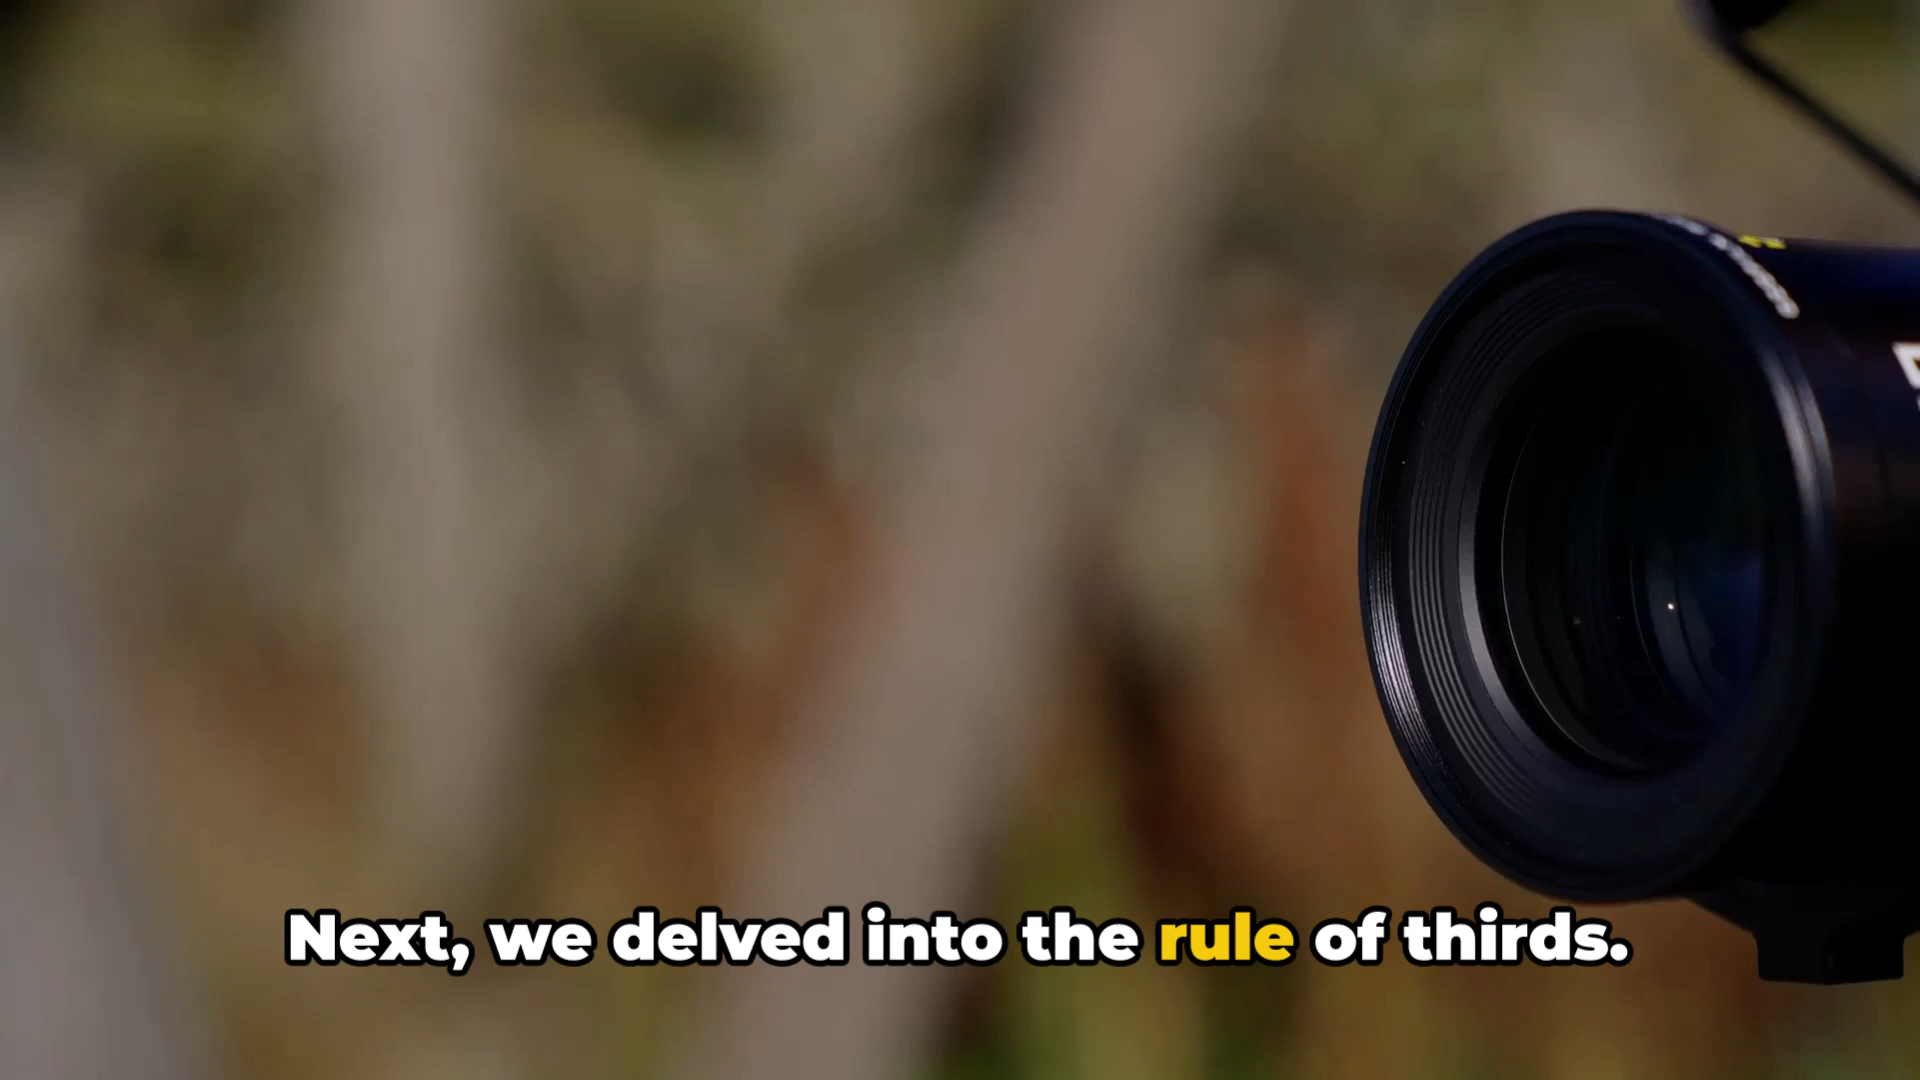 Next, we delved into the rule of thirds.